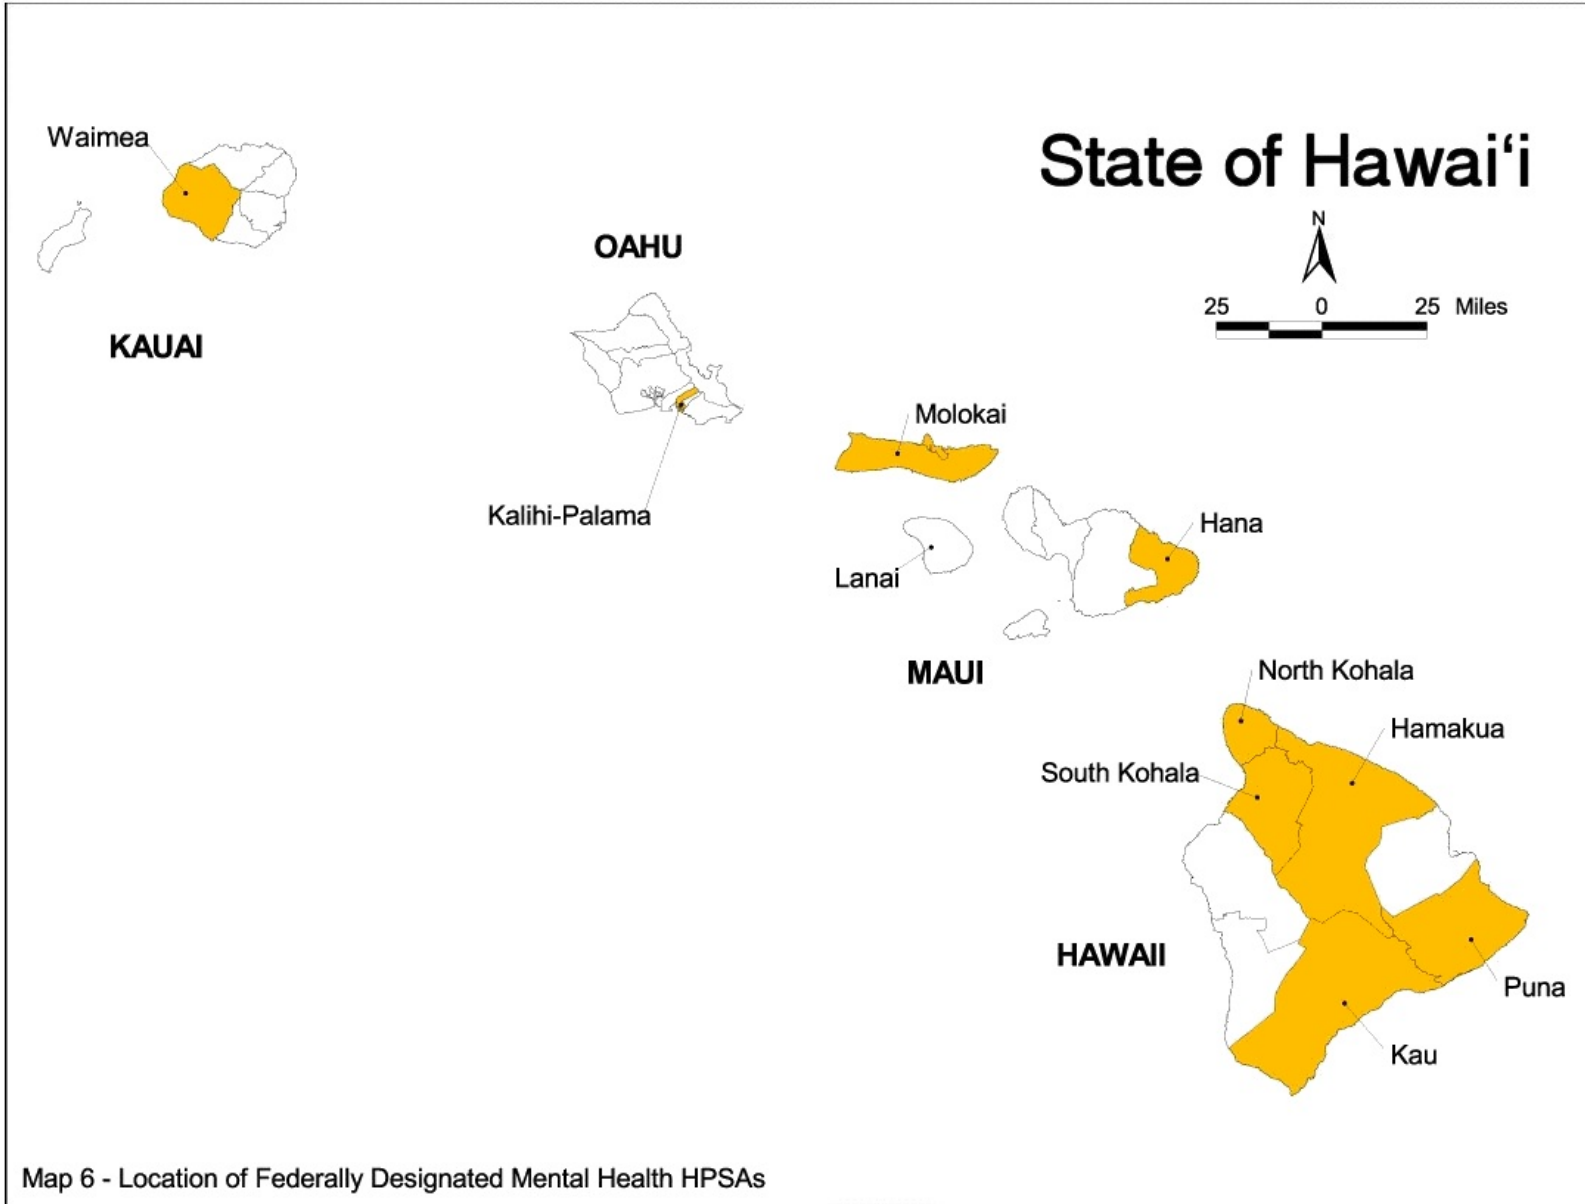 State of Hawai‘i
Waimea
N
OAHU
25 0 25 Miles
KAUAI
Molokai
Kalihi-Palama
Hana
Lanai
MAUI
North Kohala
Hamakua
South Kohala
HAWAII
Puna
Kau
Map 6 - Location of Federally Designated Mental Health HPSAs